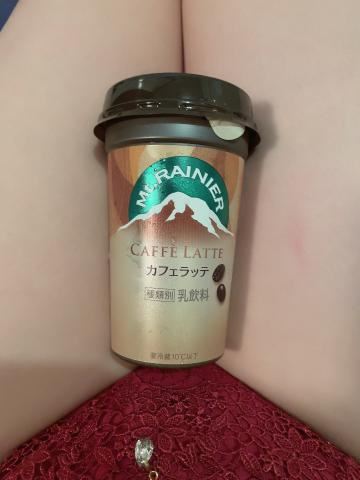 Mt. RAINIER
CAFFÈ LATTE
カフェラッテ
種類別 乳飲料
要冷蔵10℃以下